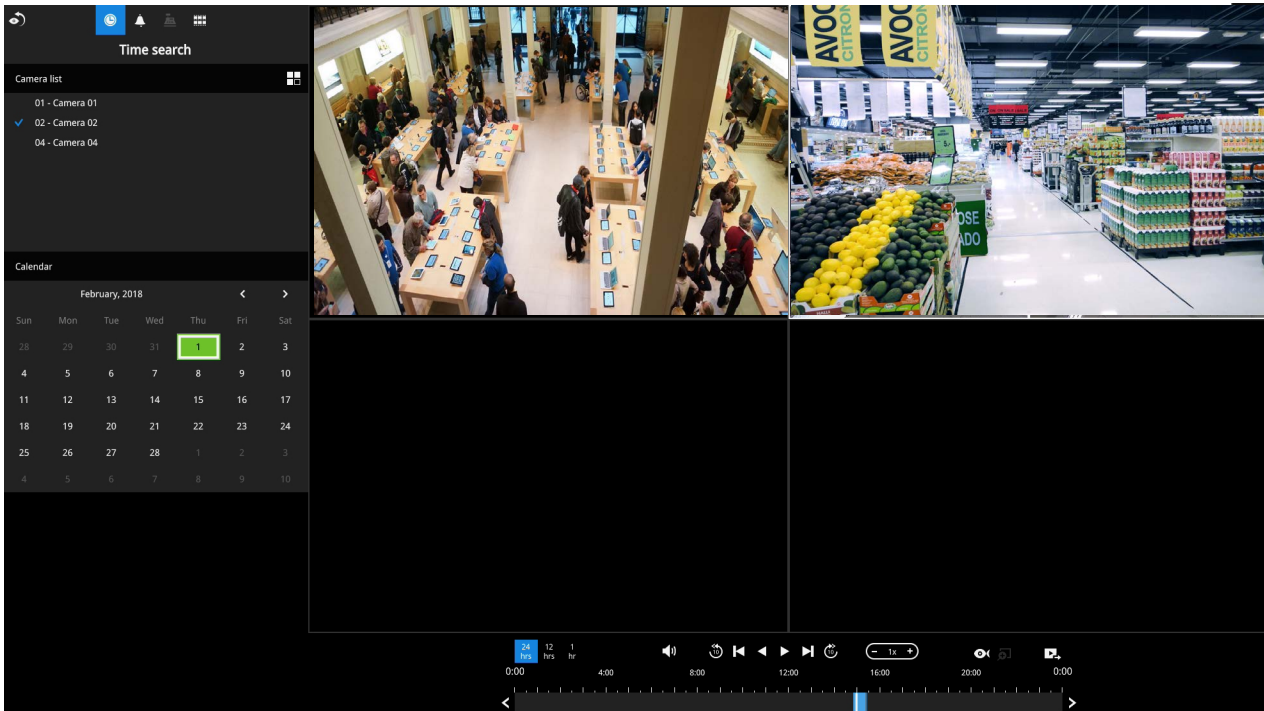 Time search
Camera list
01 - Camera 01
02 - Camera 02
04 - Camera 04
Calendar
February, 2018
Sun Mon Tue Wed Thu Fri Sat
28 29 30 31 1 2 3
4 5 6 7 8 9 10
11 12 13 14 15 16 17
18 19 20 21 22 23 24
25 26 27 28 1 2 3
4 5 6 7 8 9 10
AVOC
CITRON
AVOC
CITRON
OSE
ADO
24 hrs 12 hrs 1 hr
10 10
- 1x +
0:00 4:00 8:00 12:00 16:00 20:00 0:00